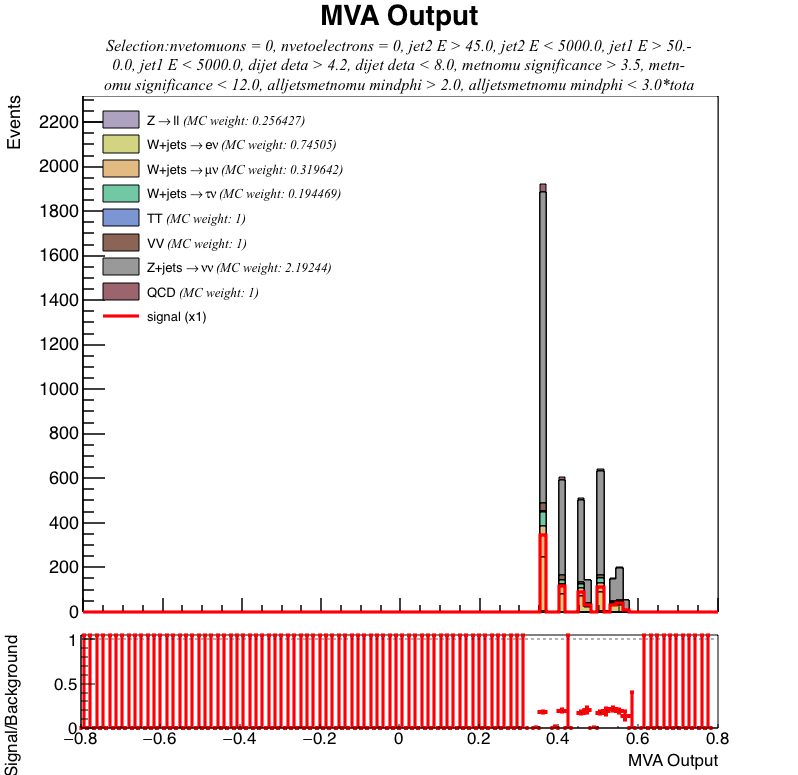 MVA Output
Selection:nvetomuons = 0, nvetoelectrons = 0, jet2 E > 45.0, jet2 E < 5000.0, jet1 E > 50.-
0.0, jet1 E < 5000.0, dijet deta > 4.2, dijet deta < 8.0, metnomu significance > 3.5, metn-
omu significance < 12.0, alljetsmetnomu mindphi > 2.0, alljetsmetnomu mindphi < 3.0*tota
Events
2200
2000
1800
1600
1400
1200
1000
800
600
400
200
0
Z→ll (MC weight: 0.256427)
W+jets→eν (MC weight: 0.74505)
W+jets→μν (MC weight: 0.319642)
W+jets→τν (MC weight: 0.194469)
TT (MC weight: 1)
VV (MC weight: 1)
Z+jets→νν (MC weight: 2.19244)
QCD (MC weight: 1)
signal (x1)
Signal/Background
1
0.5
0
−0.8 −0.6 −0.4 −0.2 0 0.2 0.4 0.6 0.8
MVA Output